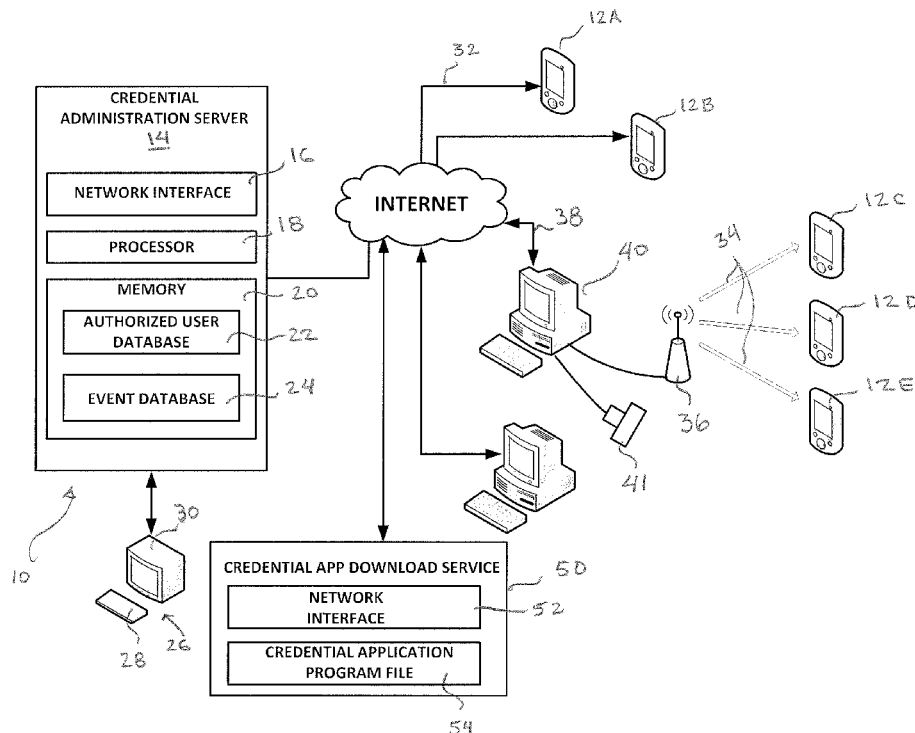 12A
32
12B
CREDENTIAL
ADMINISTRATION SERVER
14
16
NETWORK INTERFACE
INTERNET
38
12C
18
PROCESSOR
40
34
MEMORY
20
12D
AUTHORIZED USER
DATABASE
22
24
EVENT DATABASE
36
12E
41
10
30
28
26
CREDENTIAL APP DOWNLOAD SERVICE
50
NETWORK
INTERFACE
52
CREDENTIAL APPLICATION
PROGRAM FILE
54